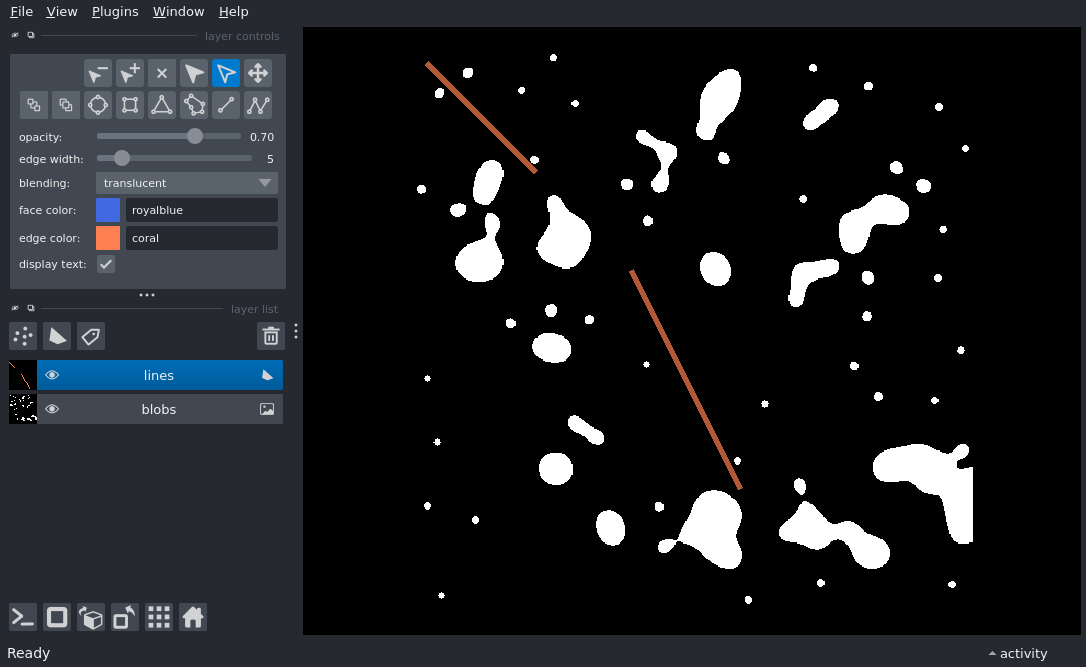 File View Plugins Window Help
layer controls
opacity: 0.70
edge width: 5
blending: translucent
face color: royalblue
edge color: coral
display text:
layer list
lines
blobs
Ready
activity